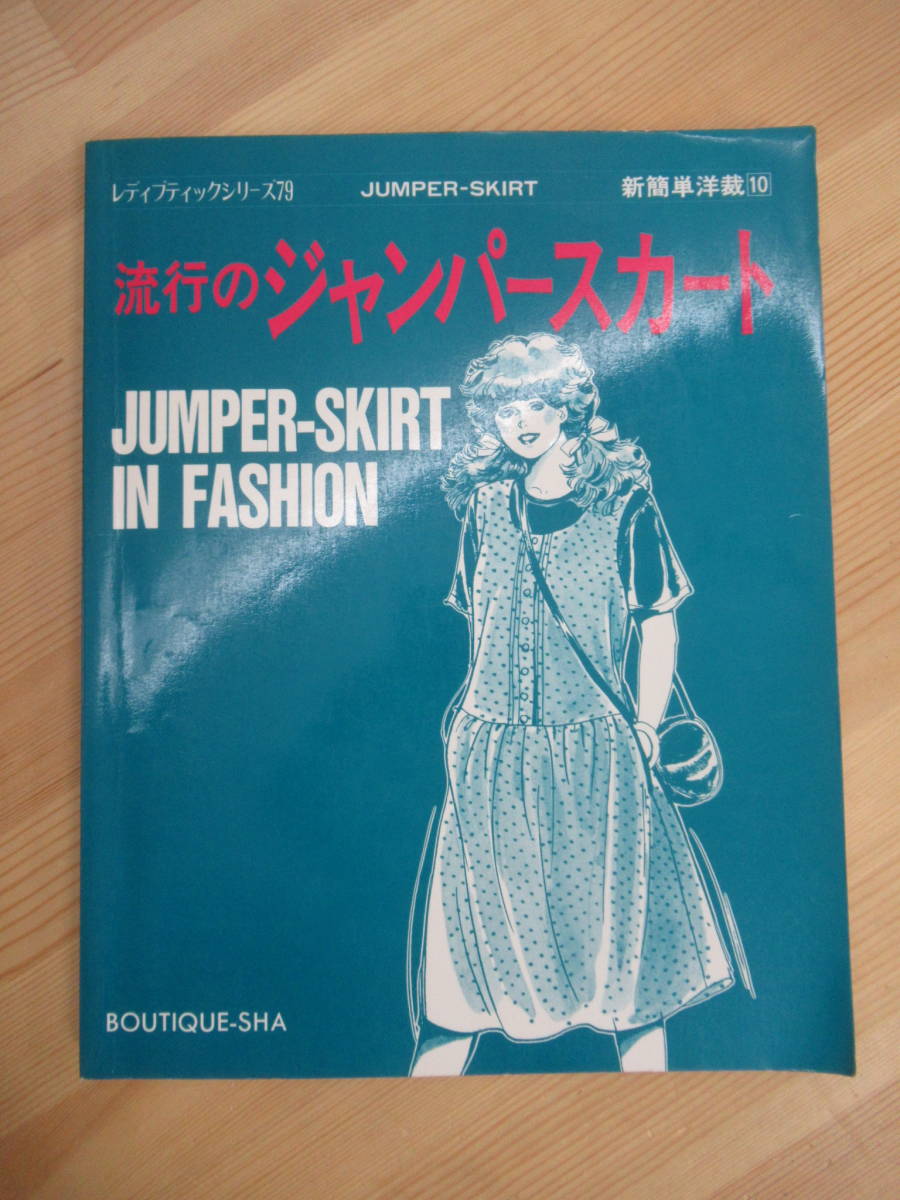 レディブティックシリーズ79 JUMPER-SKIRT 新簡単洋裁10
流行のジャンパースカート
JUMPER-SKIRT
IN FASHION
BOUTIQUE-SHA